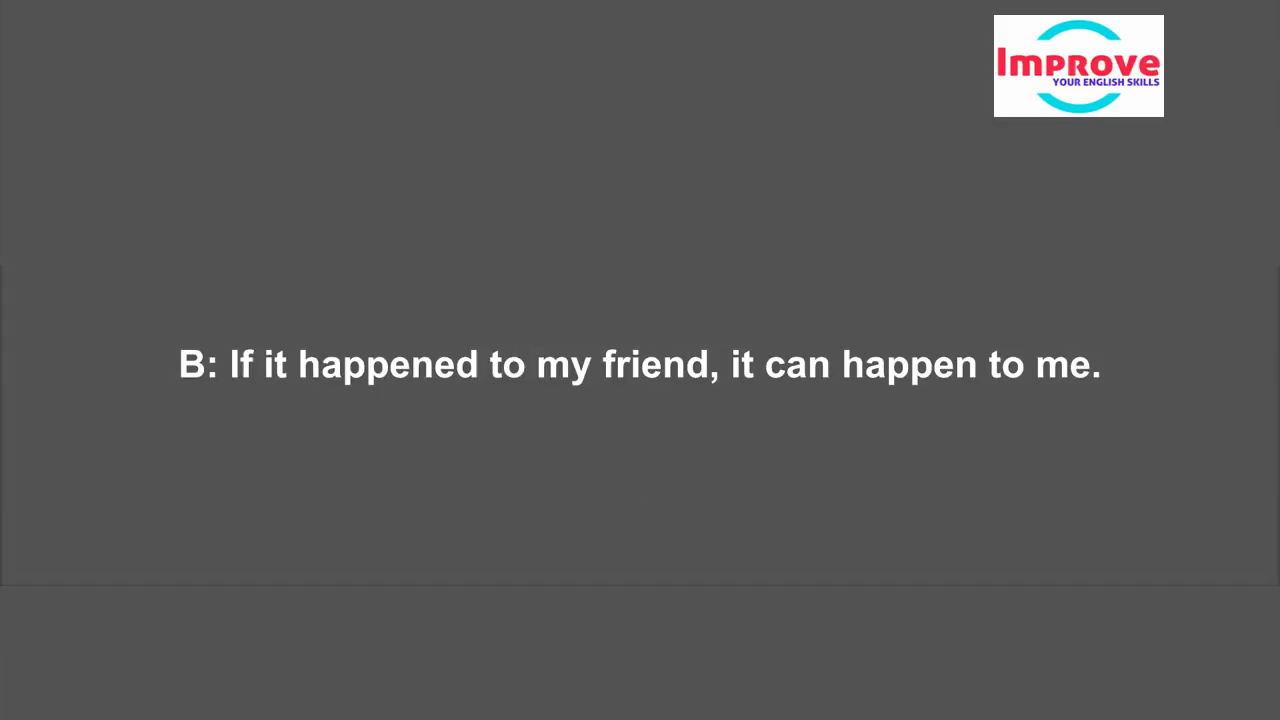 Improve
YOUR ENGLISH SKILLS
B: If it happened to my friend, it can happen to me.